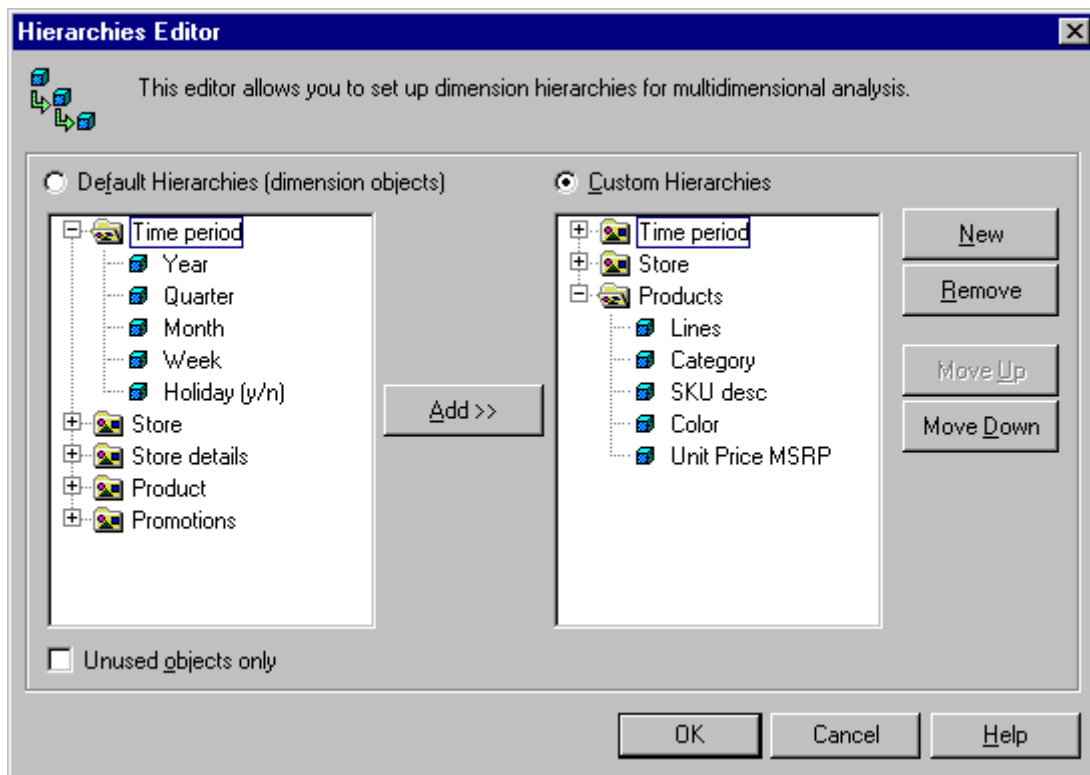 Hierarchies Editor
This editor allows you to set up dimension hierarchies for multidimensional analysis.
Default Hierarchies (dimension objects)
Time period
Year
Quarter
Month
Week
Holiday (y/n)
Store
Store details
Product
Promotions
Add >>
Custom Hierarchies
Time period
Store
Products
Lines
Category
SKU desc
Color
Unit Price MSRP
New
Remove
Move Up
Move Down
Unused objects only
OK
Cancel
Help